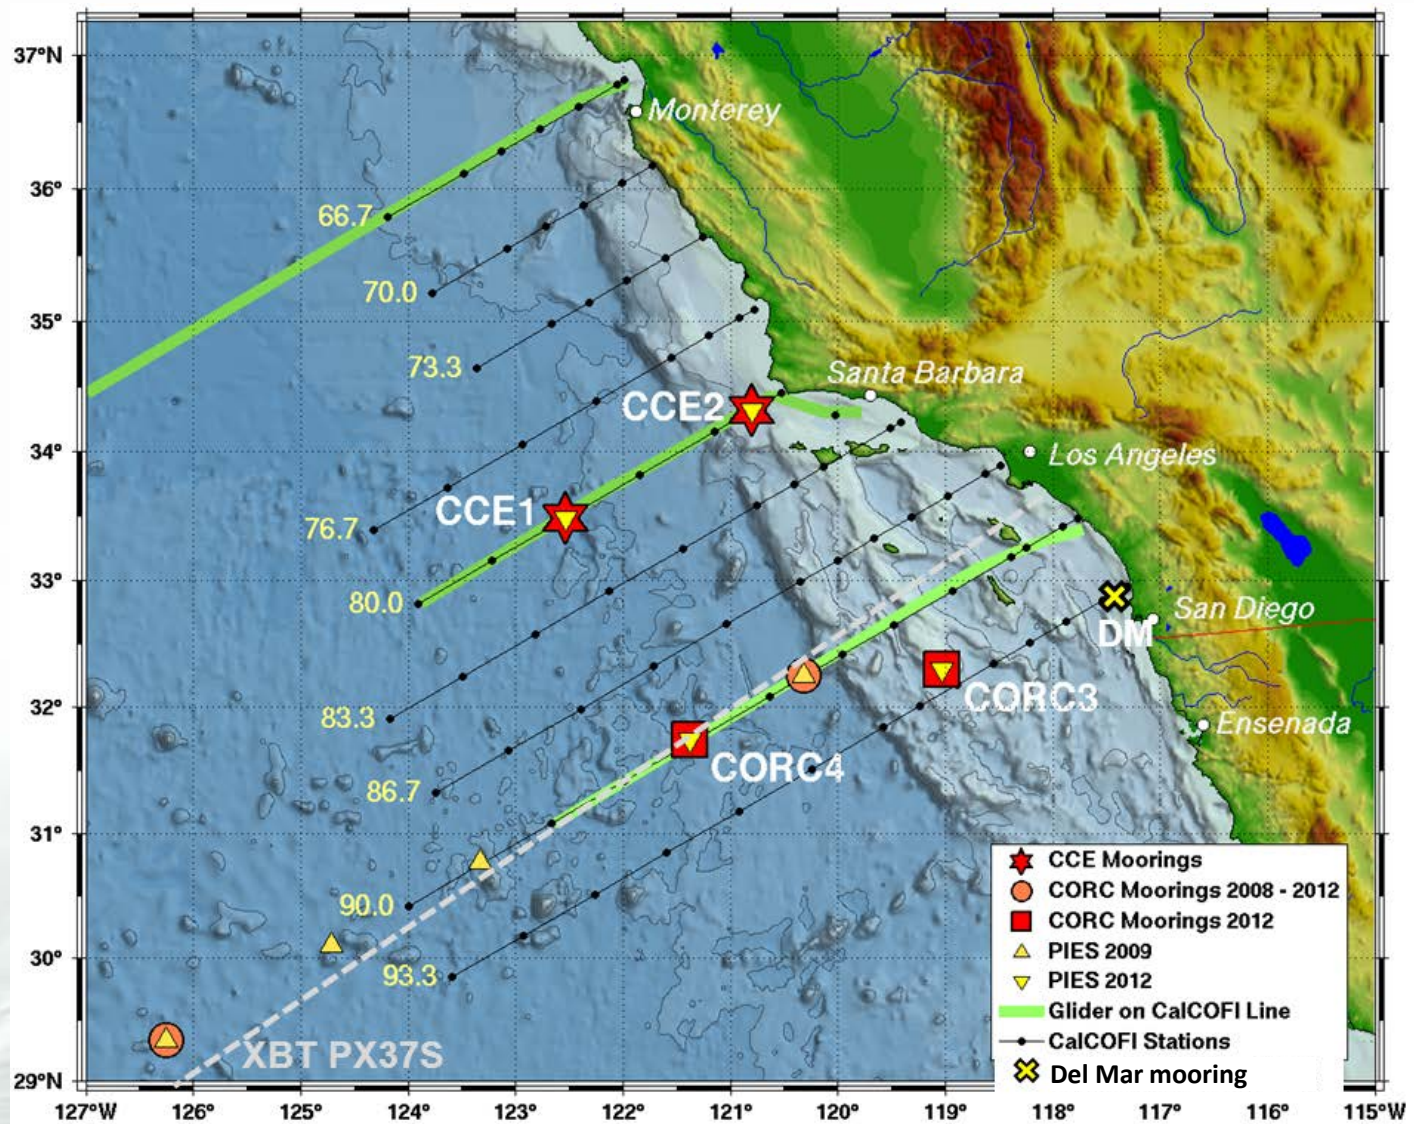 37°N
Monterey
36°
66.7
70.0
35°
73.3
Santa Barbara
CCE2
34°
Los Angeles
CCE1
76.7
33°
80.0
San Diego
DM
CORC3
32°
83.3
Ensenada
CORC4
86.7
31°
CCE Moorings
CORC Moorings 2008 - 2012
90.0
CORC Moorings 2012
PIES 2009
30°
93.3
PIES 2012
Glider on CalCOFI Line
XBT PX37S
CalCOFI Stations
Del Mar mooring
29°N
127°W 126° 125° 124° 123° 122° 121° 120° 119° 118° 117° 116° 115°W